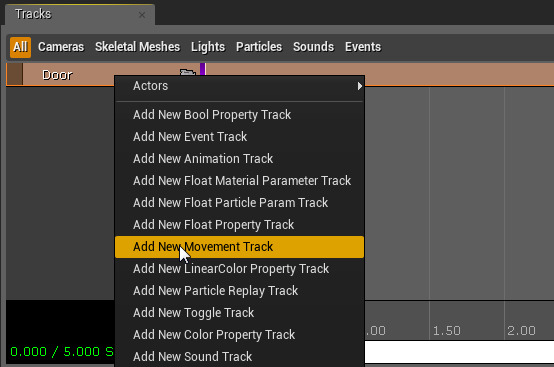 Tracks
All Cameras Skeletal Meshes Lights Particles Sounds Events
Door
Actors
Add New Bool Property Track
Add New Event Track
Add New Animation Track
Add New Float Material Parameter Track
Add New Float Particle Param Track
Add New Float Property Track
Add New Movement Track
Add New LinearColor Property Track
Add New Particle Replay Track
Add New Toggle Track
Add New Color Property Track
.00 1.50 2.00
0.000 / 5.000 S
Add New Sound Track